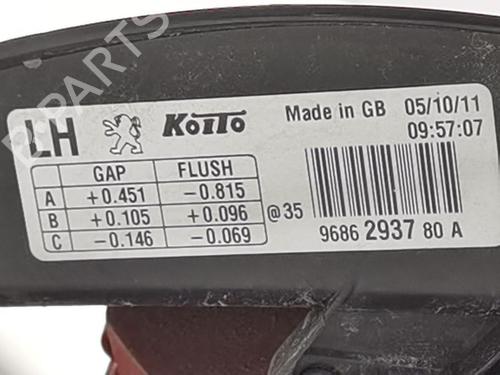 B-PARTS
LH KOITO Made in GB 05/10/11
09:57:07
GAP FLUSH
A +0.451 -0.815
B +0.105 +0.096 @35
C -0.146 -0.069
9686 2937 80 A